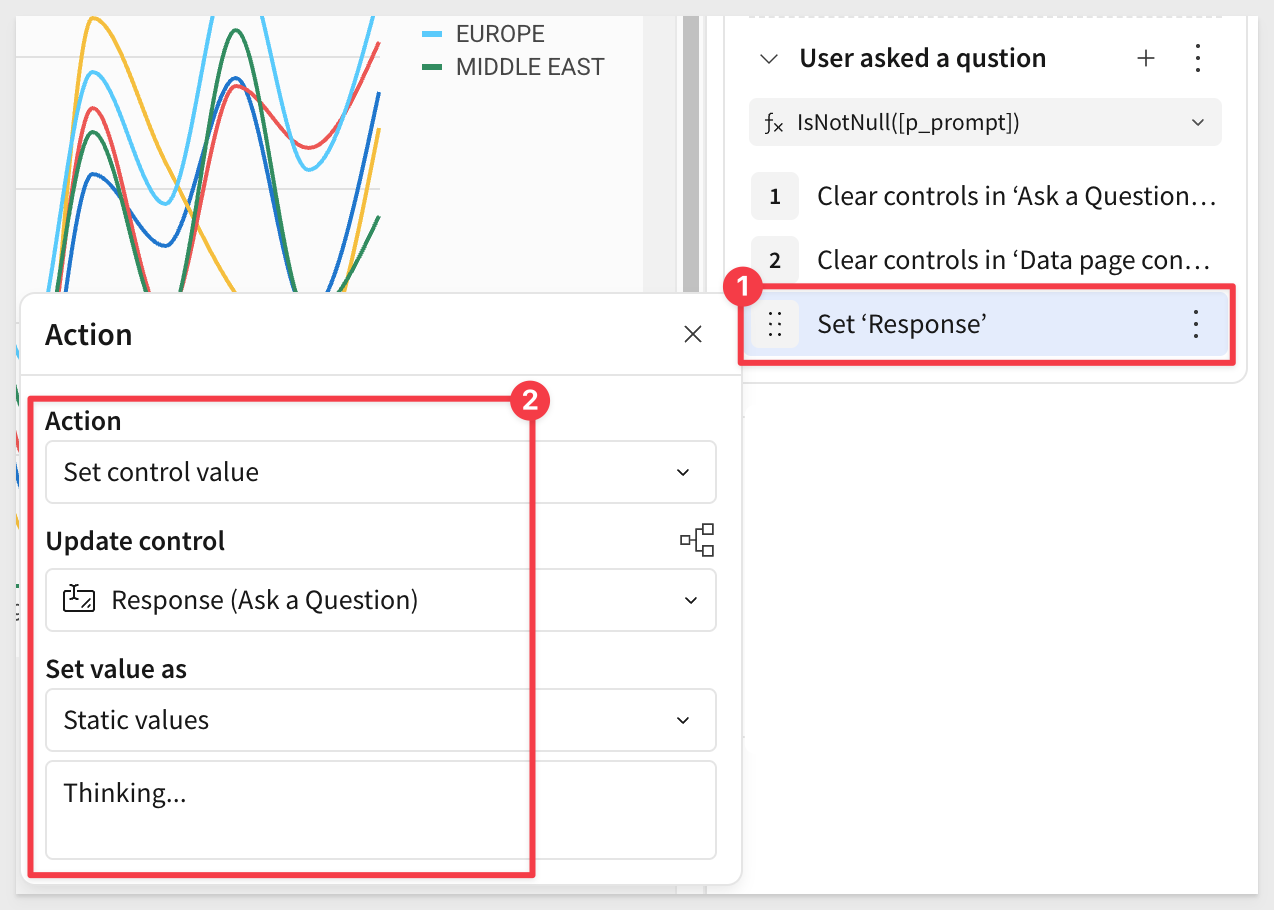 EUROPE
MIDDLE EAST
User asked a qustion
fx IsNotNull([p_prompt])
1 Clear controls in ‘Ask a Question…
2 Clear controls in ‘Data page con…
1
Set ‘Response’
Action
2
Action
Set control value
Update control
Response (Ask a Question)
Set value as
Static values
Thinking...